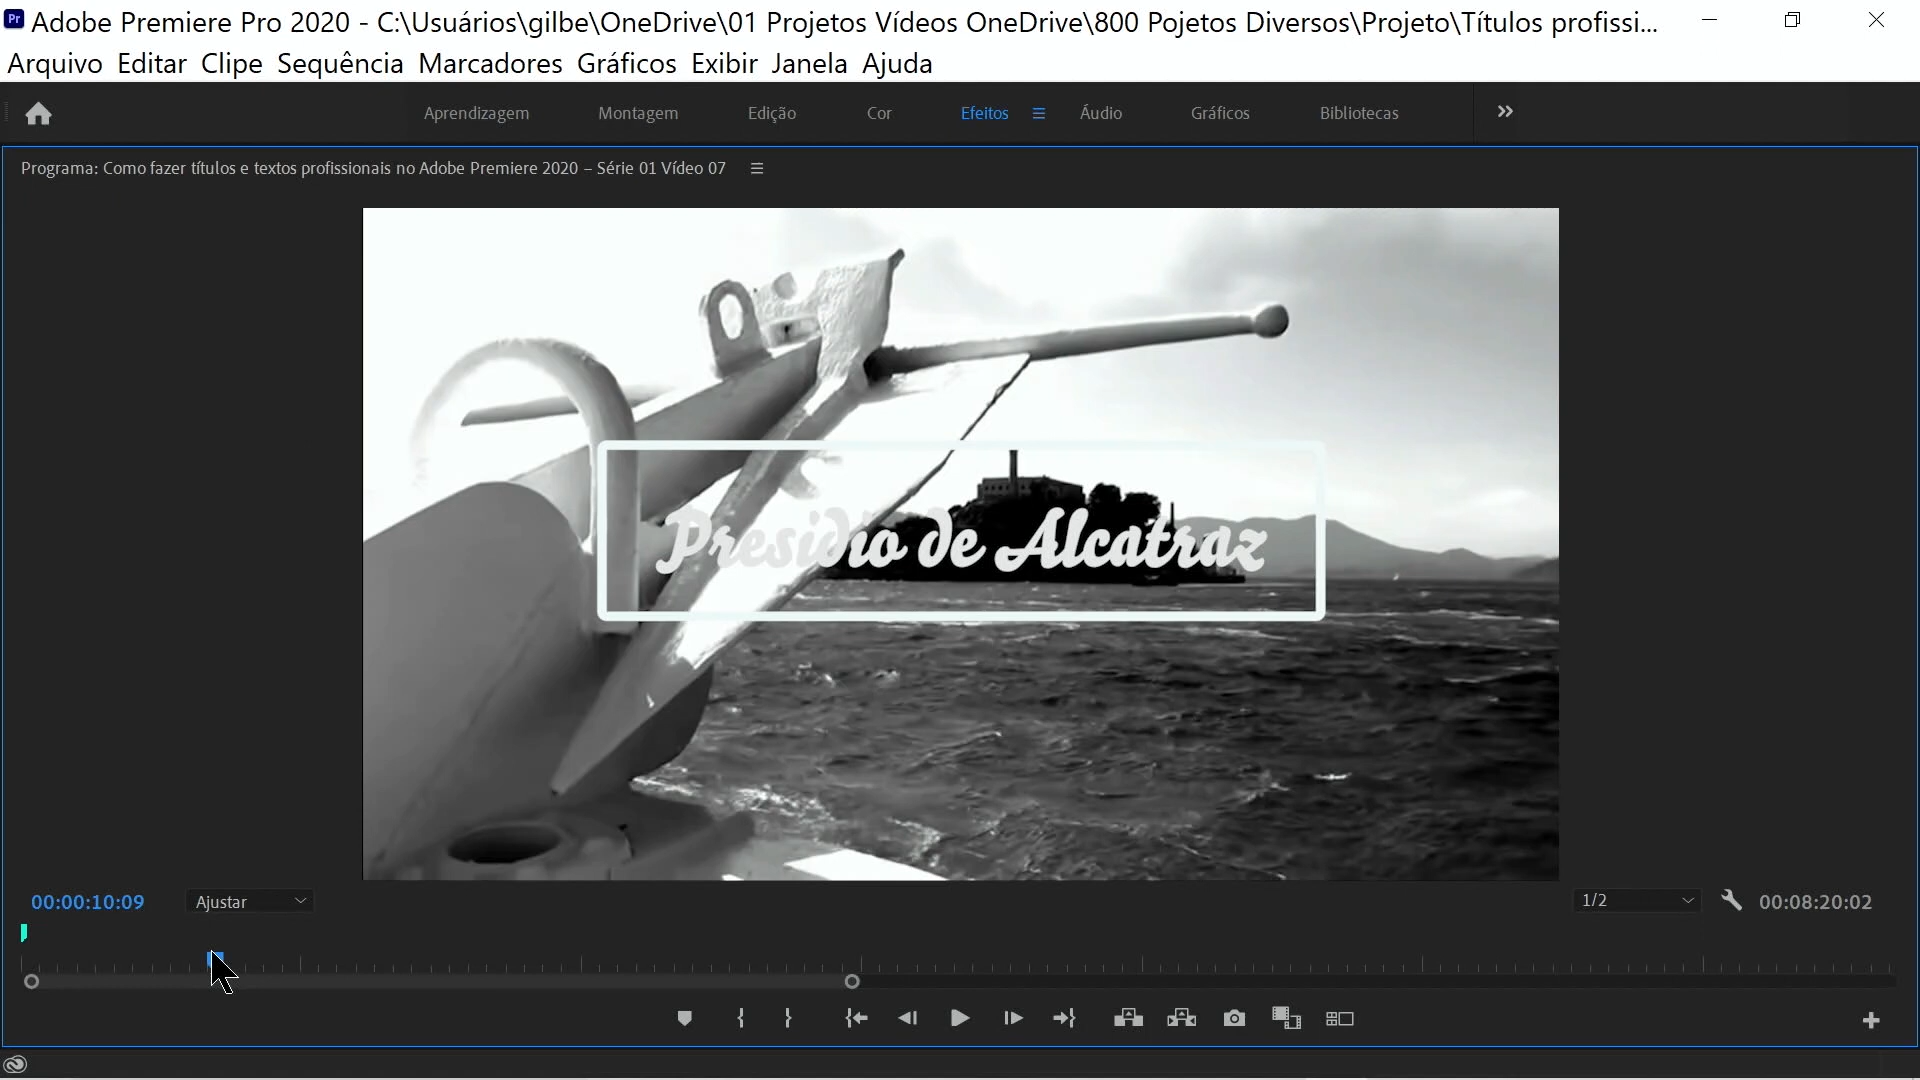 Pr Adobe Premiere Pro 2020 - C:\Usuários\gilbe\OneDrive\01 Projetos Vídeos OneDrive\800 Pojetos Diversos\Projeto\Títulos profissi...
Arquivo Editar Clipe Sequência Marcadores Gráficos Exibir Janela Ajuda
Aprendizagem Montagem Edição Cor Efeitos Áudio Gráficos Bibliotecas
Programa: Como fazer títulos e textos profissionais no Adobe Premiere 2020 – Série 01 Vídeo 07
Presidio de Alcatraz
00:00:10:09 Ajustar 1/2 00:08:20:02